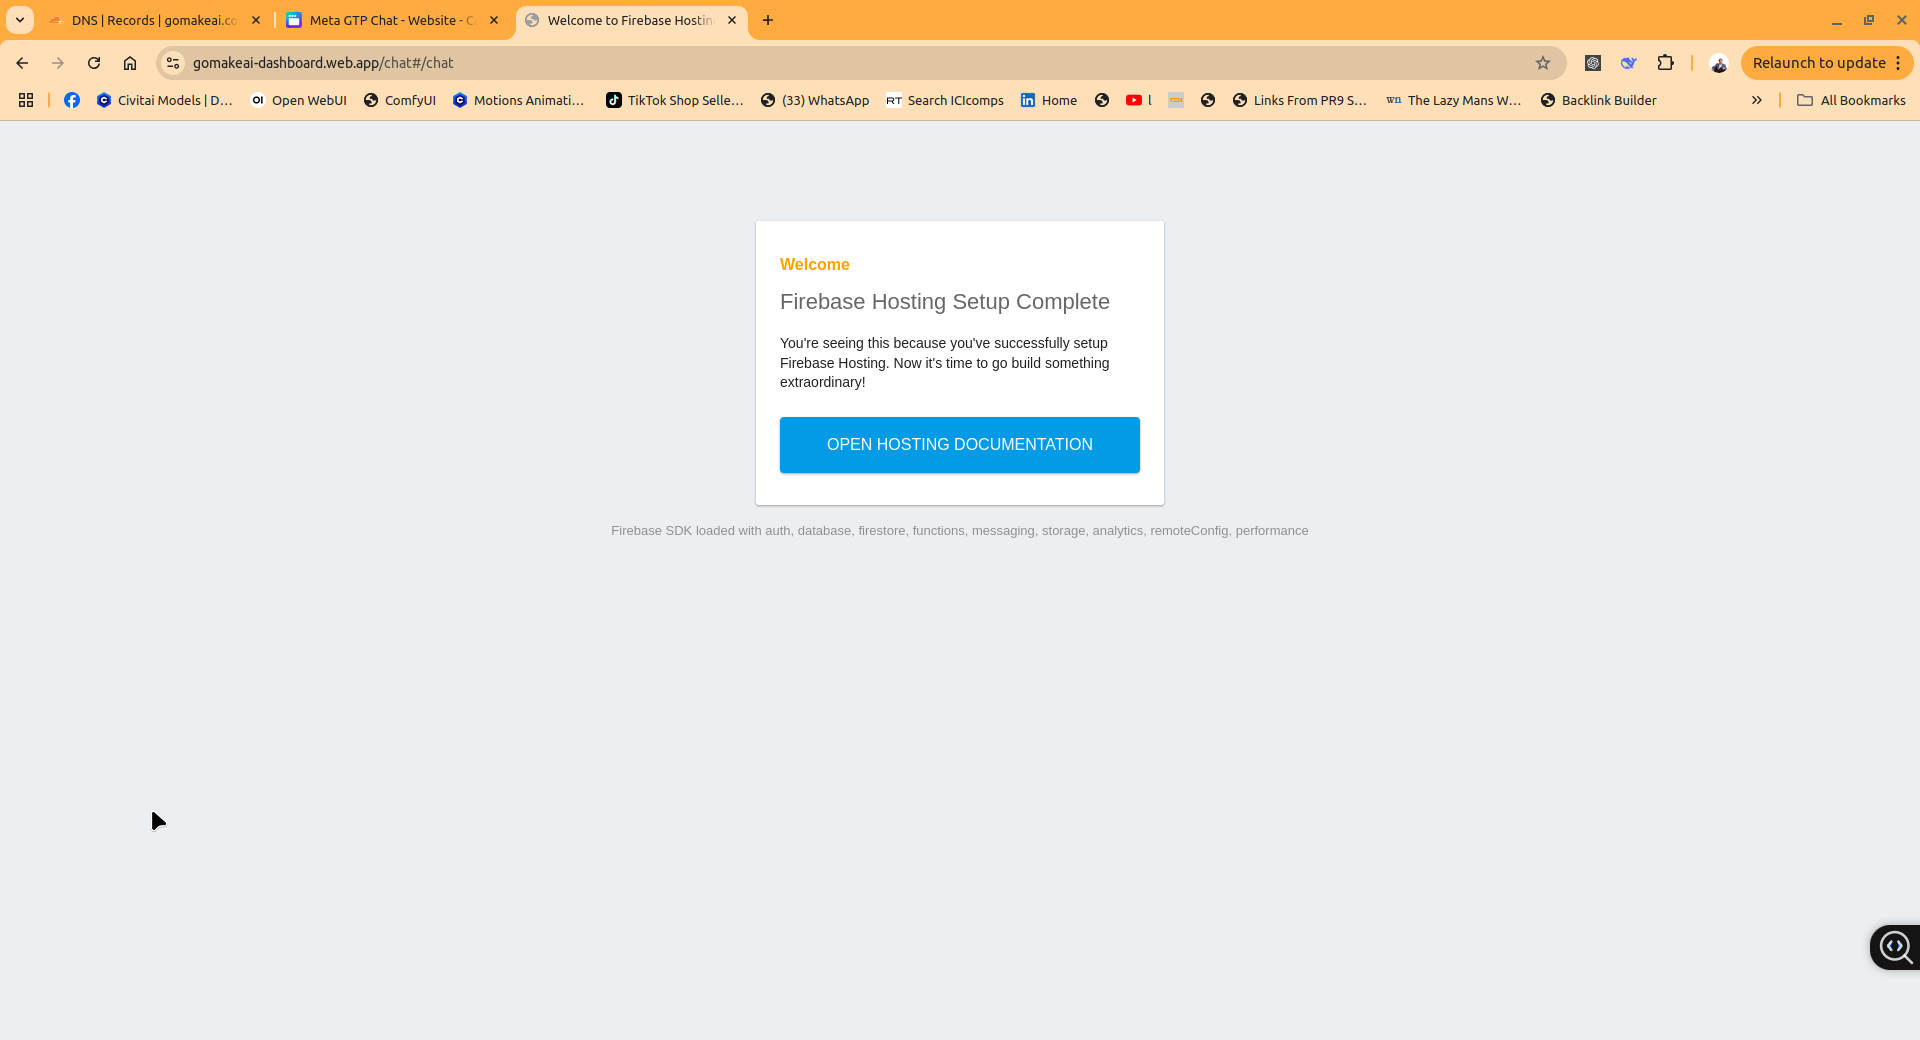 DNS | Records | gomakeai.co
Meta GTP Chat - Website - C
Welcome to Firebase Hostin
gomakeai-dashboard.web.app/chat#/chat
Relaunch to update
Civitai Models | D...
Open WebUI
ComfyUI
Motions Animati...
TikTok Shop Selle...
(33) WhatsApp
RT Search ICIcomps
Home
l
Links From PR9 S...
wn The Lazy Mans W...
Backlink Builder
All Bookmarks
Welcome
Firebase Hosting Setup Complete
You're seeing this because you've successfully setup
Firebase Hosting. Now it's time to go build something
extraordinary!
OPEN HOSTING DOCUMENTATION
Firebase SDK loaded with auth, database, firestore, functions, messaging, storage, analytics, remoteConfig, performance